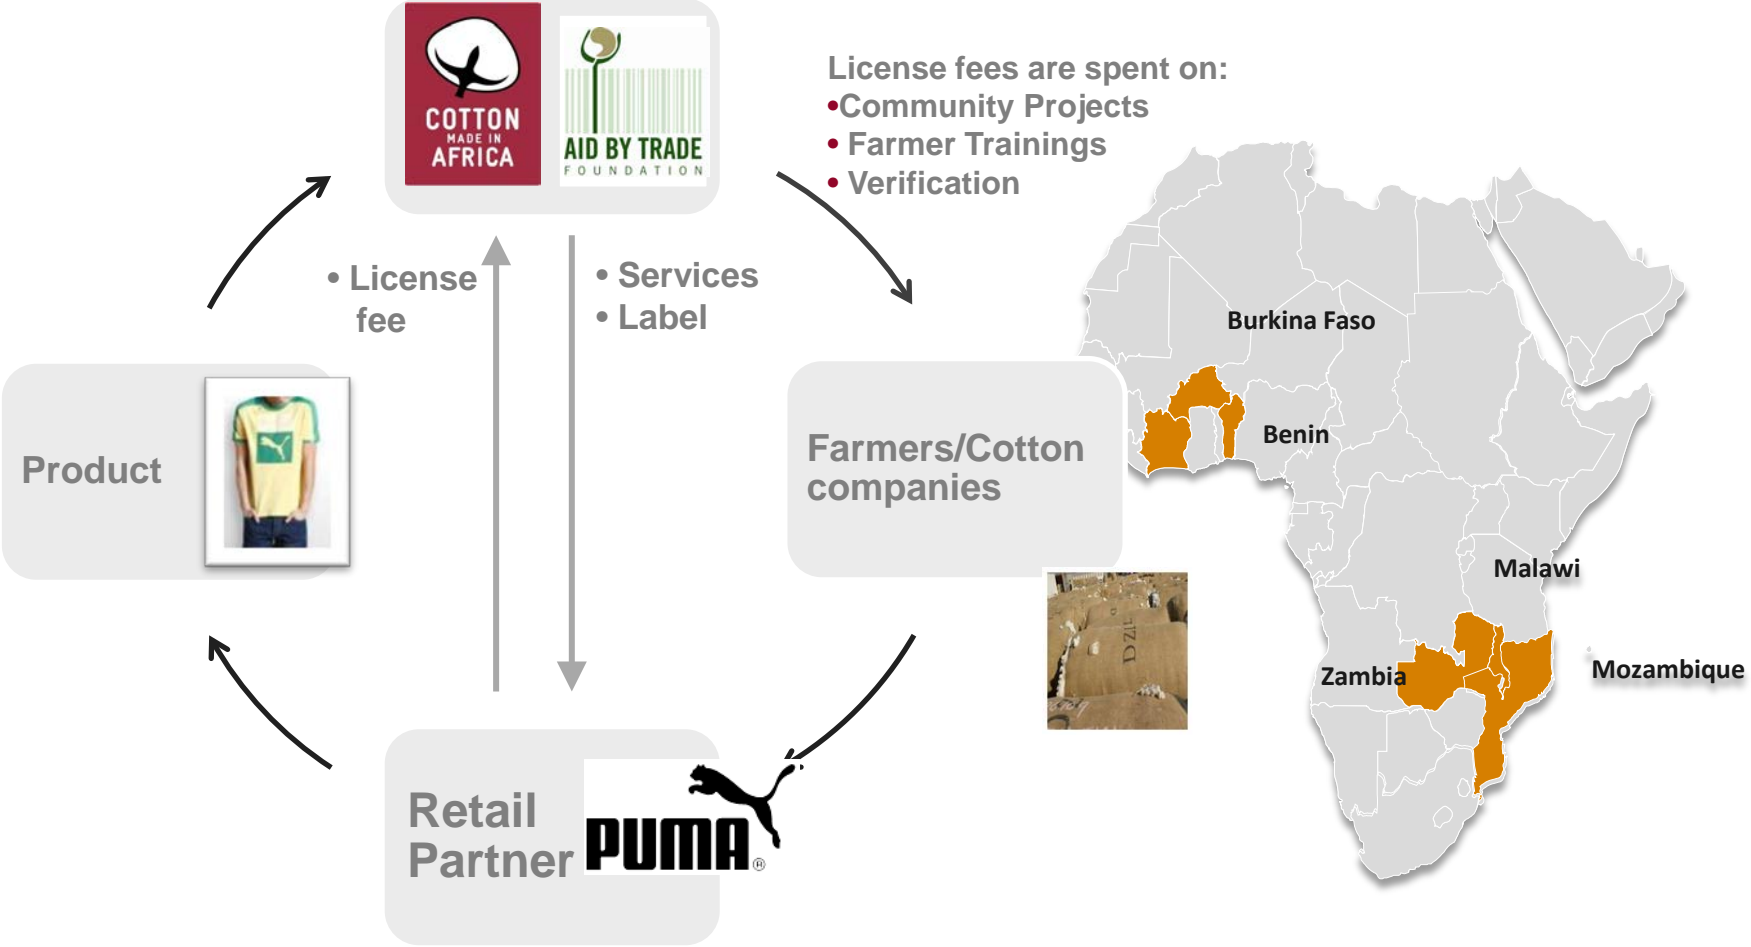 COTTON
MADE IN
AFRICA
AID BY TRADE
FOUNDATION
License fees are spent on:
•Community Projects
• Farmer Trainings
• Verification
• License
fee
• Services
• Label
Burkina Faso
Benin
Malawi
Zambia
Mozambique
Product
Farmers/Cotton
companies
Retail
Partner
PUMA
®